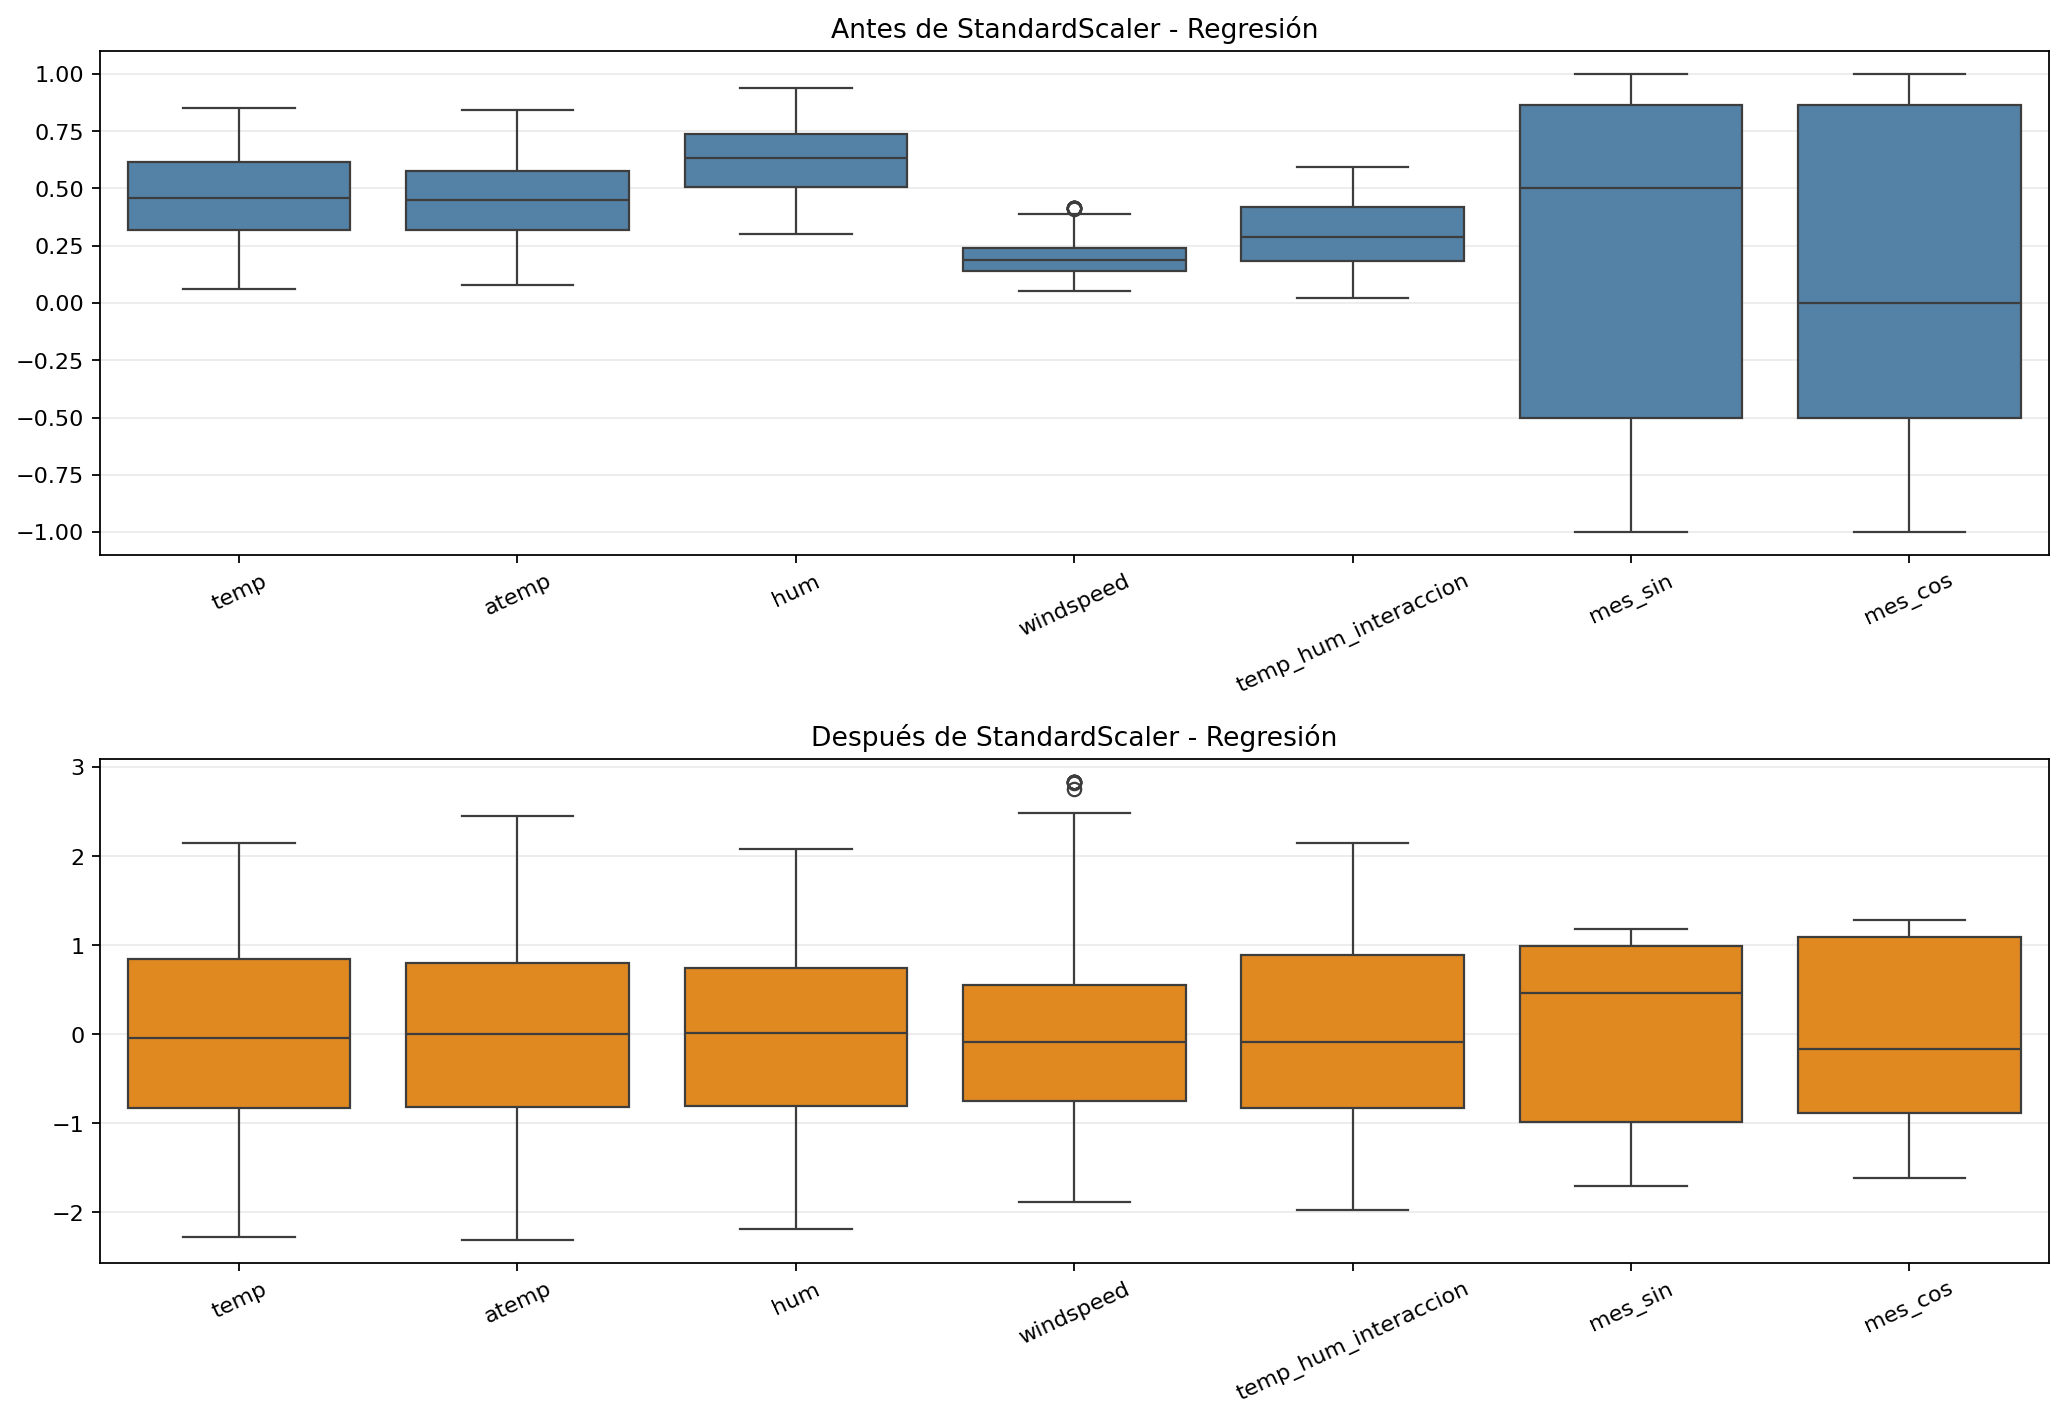 Antes de StandardScaler - Regresión
1.00
0.75
0.50
0.25
0.00
−0.25
−0.50
−0.75
−1.00
temp
atemp
hum
windspeed
temp_hum_interaccion
mes_sin
mes_cos
Después de StandardScaler - Regresión
3
2
1
0
−1
−2
temp
atemp
hum
windspeed
temp_hum_interaccion
mes_sin
mes_cos